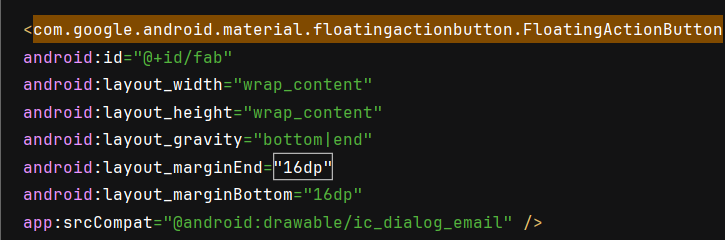 <com.google.android.material.floatingactionbutton.FloatingActionButton
android:id="@+id/fab"
android:layout_width="wrap_content"
android:layout_height="wrap_content"
android:layout_gravity="bottom|end"
android:layout_marginEnd="16dp"
android:layout_marginBottom="16dp"
app:srcCompat="@android:drawable/ic_dialog_email" />